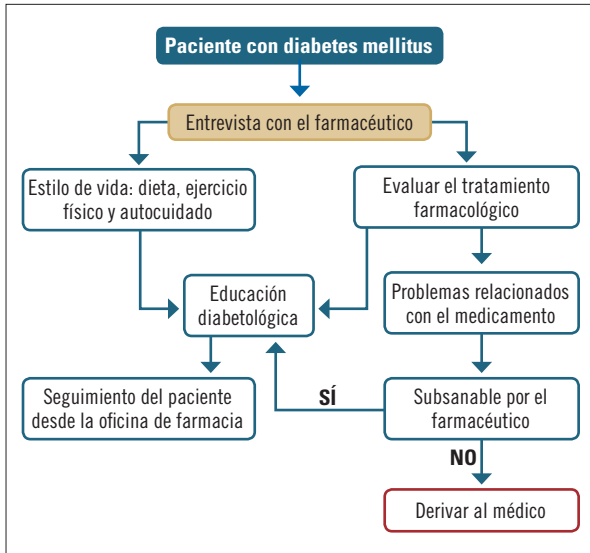 Paciente con diabetes mellitus
Entrevista con el farmacéutico
Estilo de vida: dieta, ejercicio
físico y autocuidado
Evaluar el tratamiento
farmacológico
Educación
diabetológica
Problemas relacionados
con el medicamento
Seguimiento del paciente
desde la oficina de farmacia
SÍ
Subsanable por el
farmacéutico
NO
Derivar al médico